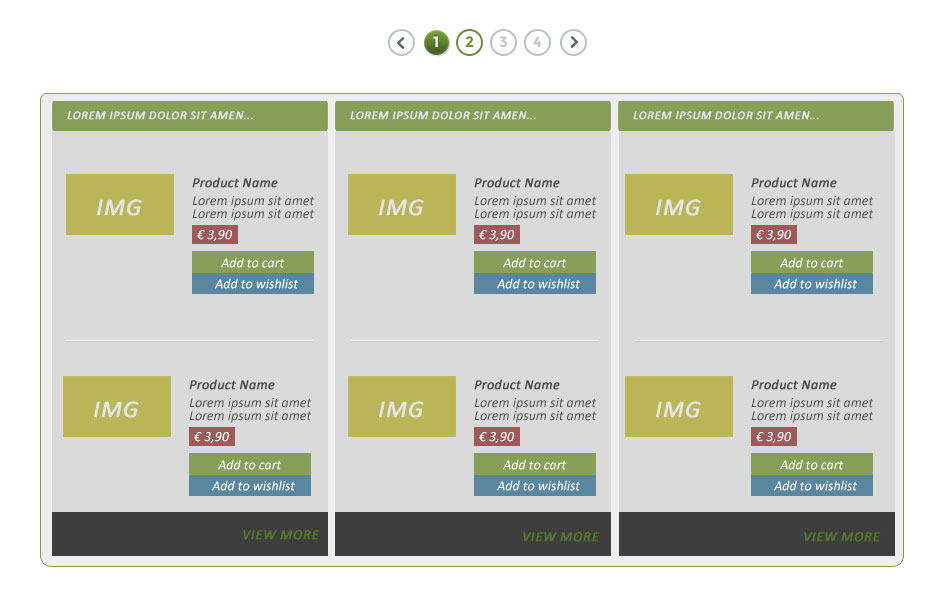 1 2 3 4
LOREM IPSUM DOLOR SIT AMEN...
LOREM IPSUM DOLOR SIT AMEN...
LOREM IPSUM DOLOR SIT AMEN...
IMG
Product Name
Lorem ipsum sit amet
Lorem ipsum sit amet
€ 3,90
Add to cart
Add to wishlist
IMG
Product Name
Lorem ipsum sit amet
Lorem ipsum sit amet
€ 3,90
Add to cart
Add to wishlist
IMG
Product Name
Lorem ipsum sit amet
Lorem ipsum sit amet
€ 3,90
Add to cart
Add to wishlist
IMG
Product Name
Lorem ipsum sit amet
Lorem ipsum sit amet
€ 3,90
Add to cart
Add to wishlist
IMG
Product Name
Lorem ipsum sit amet
Lorem ipsum sit amet
€ 3,90
Add to cart
Add to wishlist
IMG
Product Name
Lorem ipsum sit amet
Lorem ipsum sit amet
€ 3,90
Add to cart
Add to wishlist
VIEW MORE
VIEW MORE
VIEW MORE